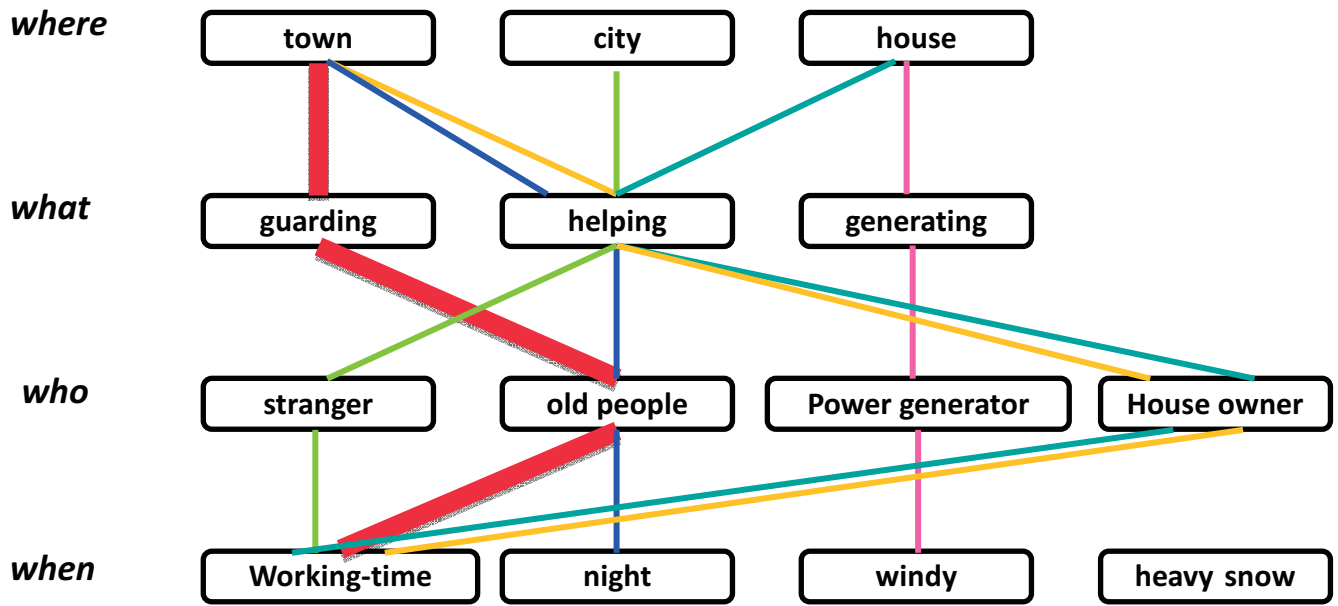 where
town
city
house
what
guarding
helping
generating
who
stranger
old people
Power generator
House owner
when
Working-time
night
windy
heavy snow